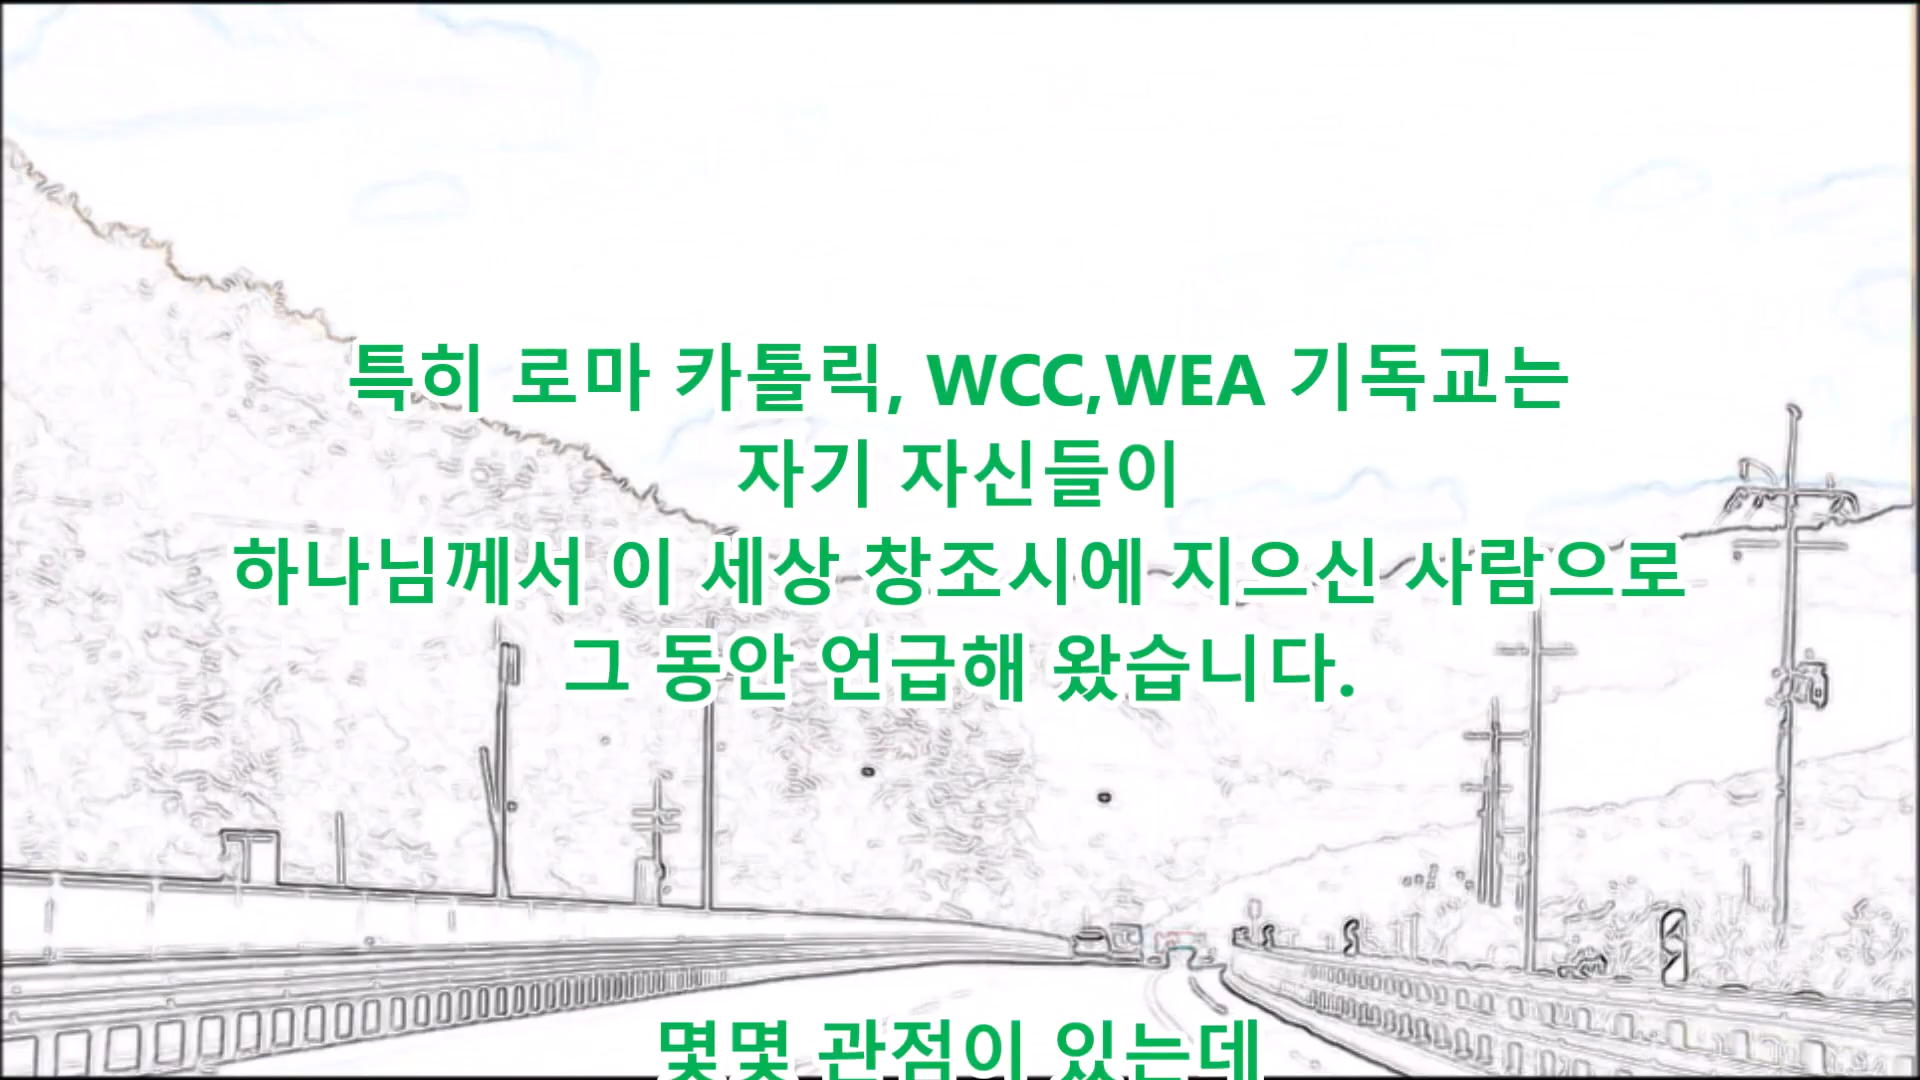 특히 로마 카톨릭, WCC,WEA 기독교는
자기 자신들이
하나님께서 이 세상 창조시에 지으신 사람으로
그 동안 언급해 왔습니다.
몇몇 관점이 있는데